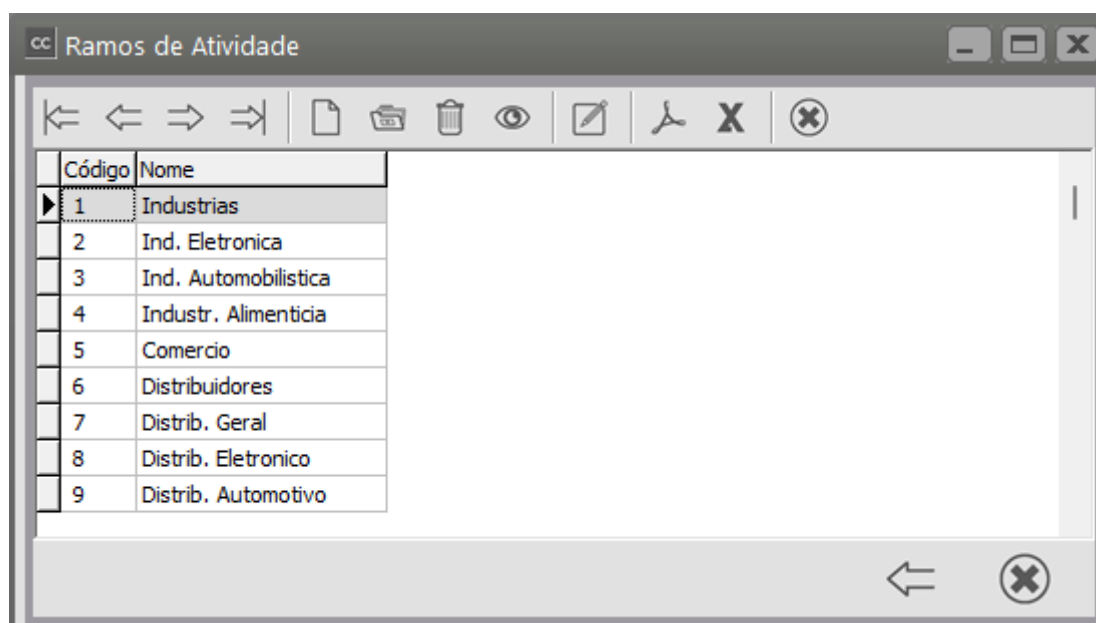 cc Ramos de Atividade
Código Nome
1 Industrias
2 Ind. Eletronica
3 Ind. Automobilistica
4 Industr. Alimenticia
5 Comercio
6 Distribuidores
7 Distrib. Geral
8 Distrib. Eletronico
9 Distrib. Automotivo